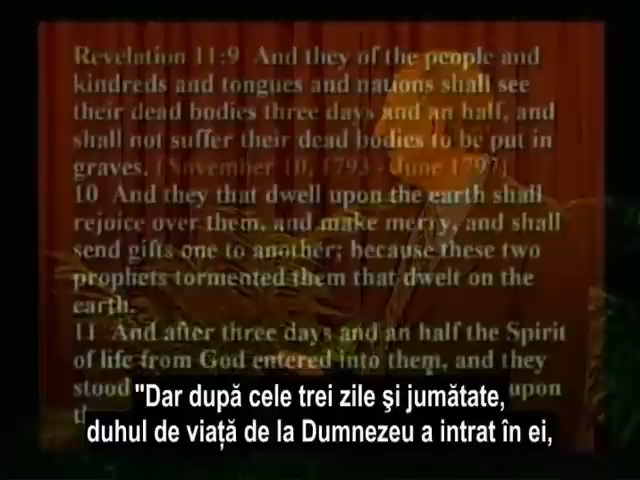 Revelation 11:9 And they of the people and
kindreds and tongues and nations shall see
their dead bodies three days and an half, and
shall not suffer their dead bodies to be put in
graves. (November 10, 1793 - June 1797)
10 And they that dwell upon the earth shall
rejoice over them, and make merry, and shall
send gifts one to another; because these two
prophets tormented them that dwelt on the
earth.
11 And after three days and an half the Spirit
of life from God entered into them, and they
stood upon
"Dar după cele trei zile şi jumătate,
duhul de viaţă de la Dumnezeu a intrat în ei,